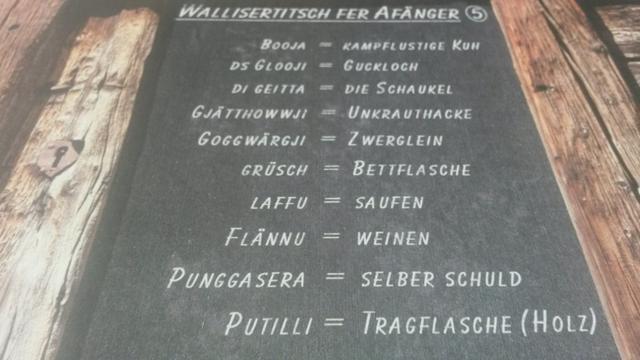 WALLISERTITSCH FER AFÄNGER 5
BOOJA = KAMPFLUSTIGE KUH
DS GLOOJI = GUCKLOCH
DI GEITTA = DIE SCHAUKEL
GJÄTTHOWWJI = UNKRAUTHACKE
GOGGWÄRGJI = ZWERGLEIN
GRÜSCH = BETTFLASCHE
LAFFU = SAUFEN
FLÄNNU = WEINEN
PUNGGASERA = SELBER SCHULD
PUTILLI = TRAGFLASCHE (HOLZ)